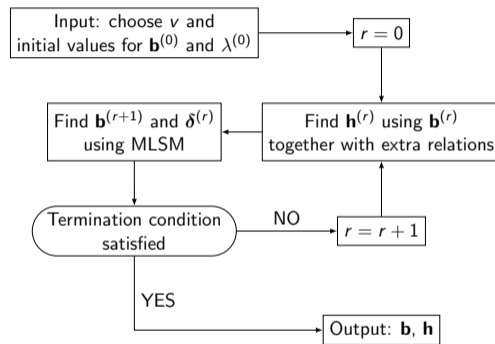 Input: choose v and
initial values for b⁽⁰⁾ and λ⁽⁰⁾
r = 0
Find h⁽ʳ⁾ using b⁽ʳ⁾
together with extra relations
Find b⁽ʳ⁺¹⁾ and δ⁽ʳ⁾
using MLSM
Termination condition
satisfied
NO
r = r + 1
YES
Output: b, h